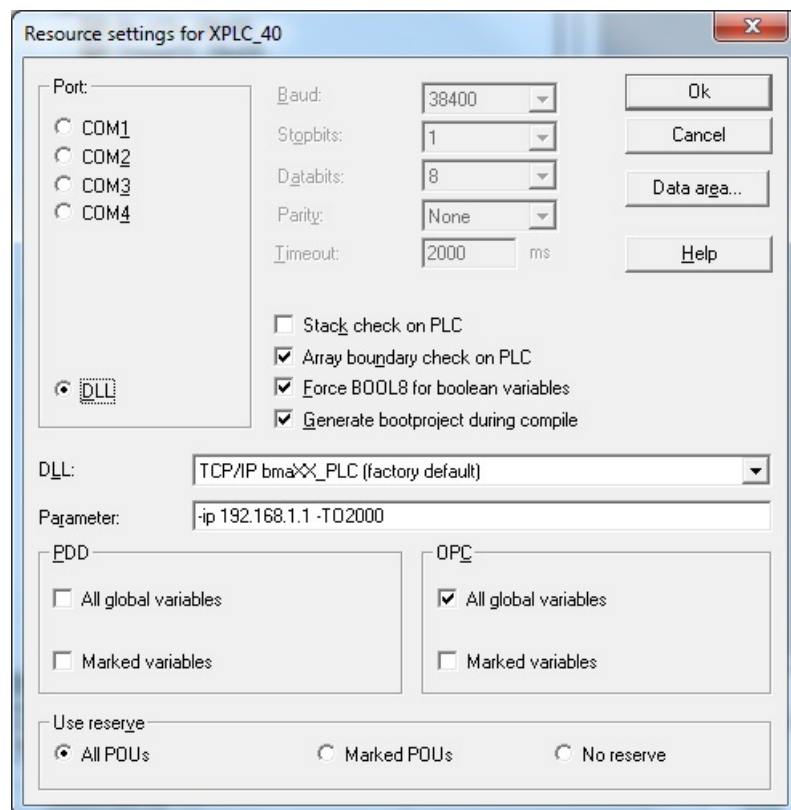 Resource settings for XPLC_40
Port:
COM1
COM2
COM3
COM4
DLL
Baud: 38400
Stopbits: 1
Databits: 8
Parity: None
Timeout: 2000 ms
Stack check on PLC
Array boundary check on PLC
Force BOOL8 for boolean variables
Generate bootproject during compile
Ok
Cancel
Data area...
Help
DLL: TCP/IP bmaXX_PLC (factory default)
Parameter: -ip 192.168.1.1 -TO2000
PDD
All global variables
Marked variables
OPC
All global variables
Marked variables
Use reserve
All POUs Marked POUs No reserve